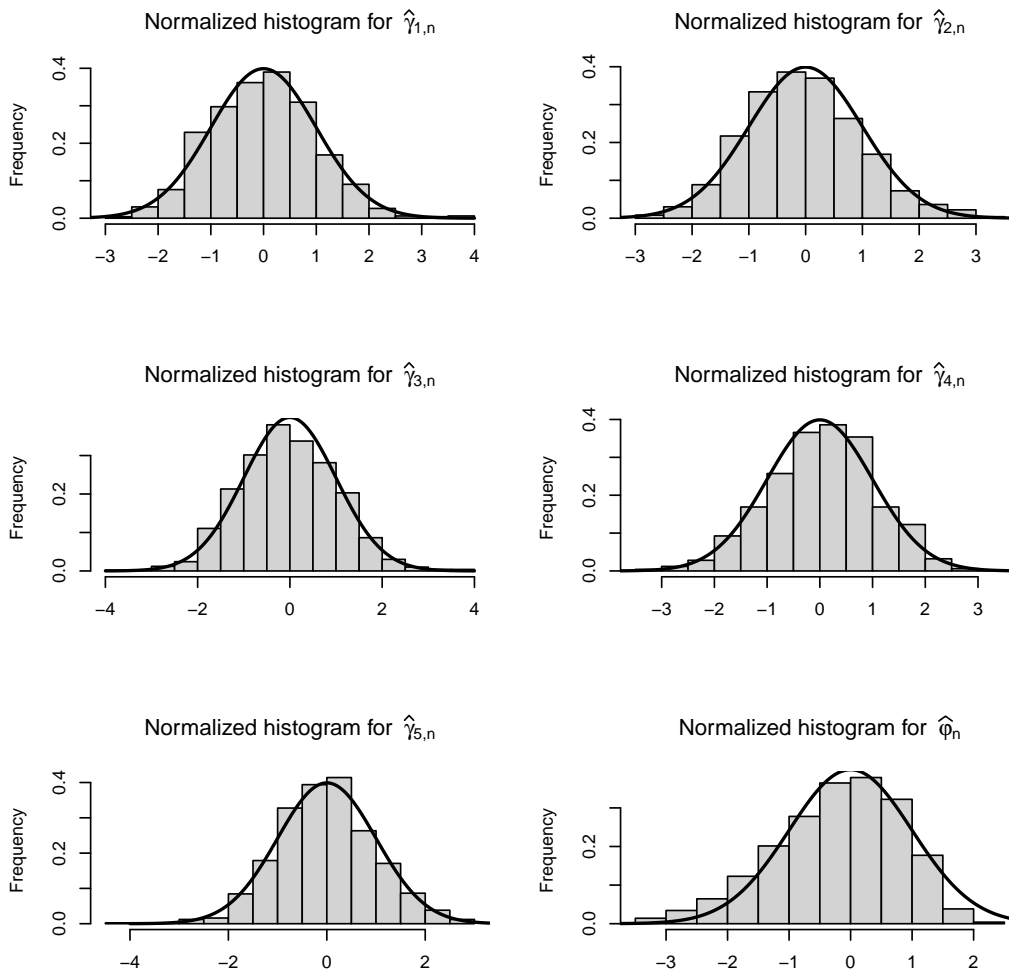 Normalized histogram for γ̂1,n
Frequency
0.0 0.2 0.4
−3 −2 −1 0 1 2 3 4
Normalized histogram for γ̂2,n
Frequency
0.0 0.2 0.4
−3 −2 −1 0 1 2 3
Normalized histogram for γ̂3,n
Frequency
0.0 0.2
−4 −2 0 2 4
Normalized histogram for γ̂4,n
Frequency
0.0 0.2 0.4
−3 −2 −1 0 1 2 3
Normalized histogram for γ̂5,n
Frequency
0.0 0.2 0.4
−4 −2 0 2
Normalized histogram for φ̂n
Frequency
0.0 0.2
−3 −2 −1 0 1 2